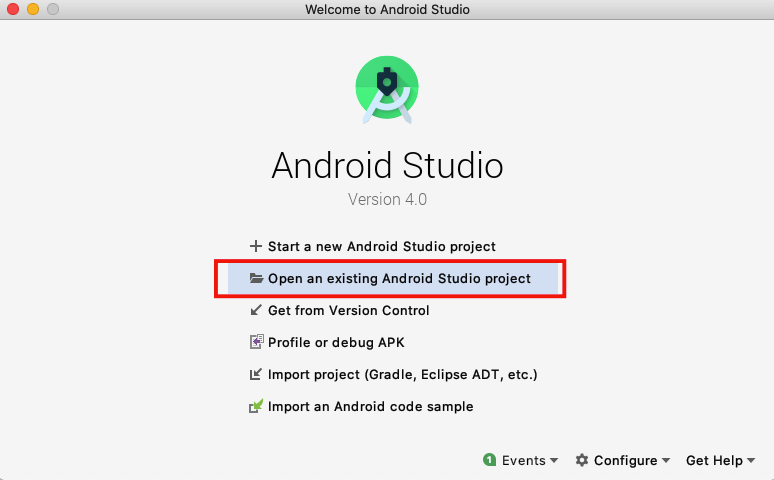 Welcome to Android Studio
Android Studio
Version 4.0
Start a new Android Studio project
Open an existing Android Studio project
Get from Version Control
Profile or debug APK
Import project (Gradle, Eclipse ADT, etc.)
Import an Android code sample
1 Events Configure Get Help